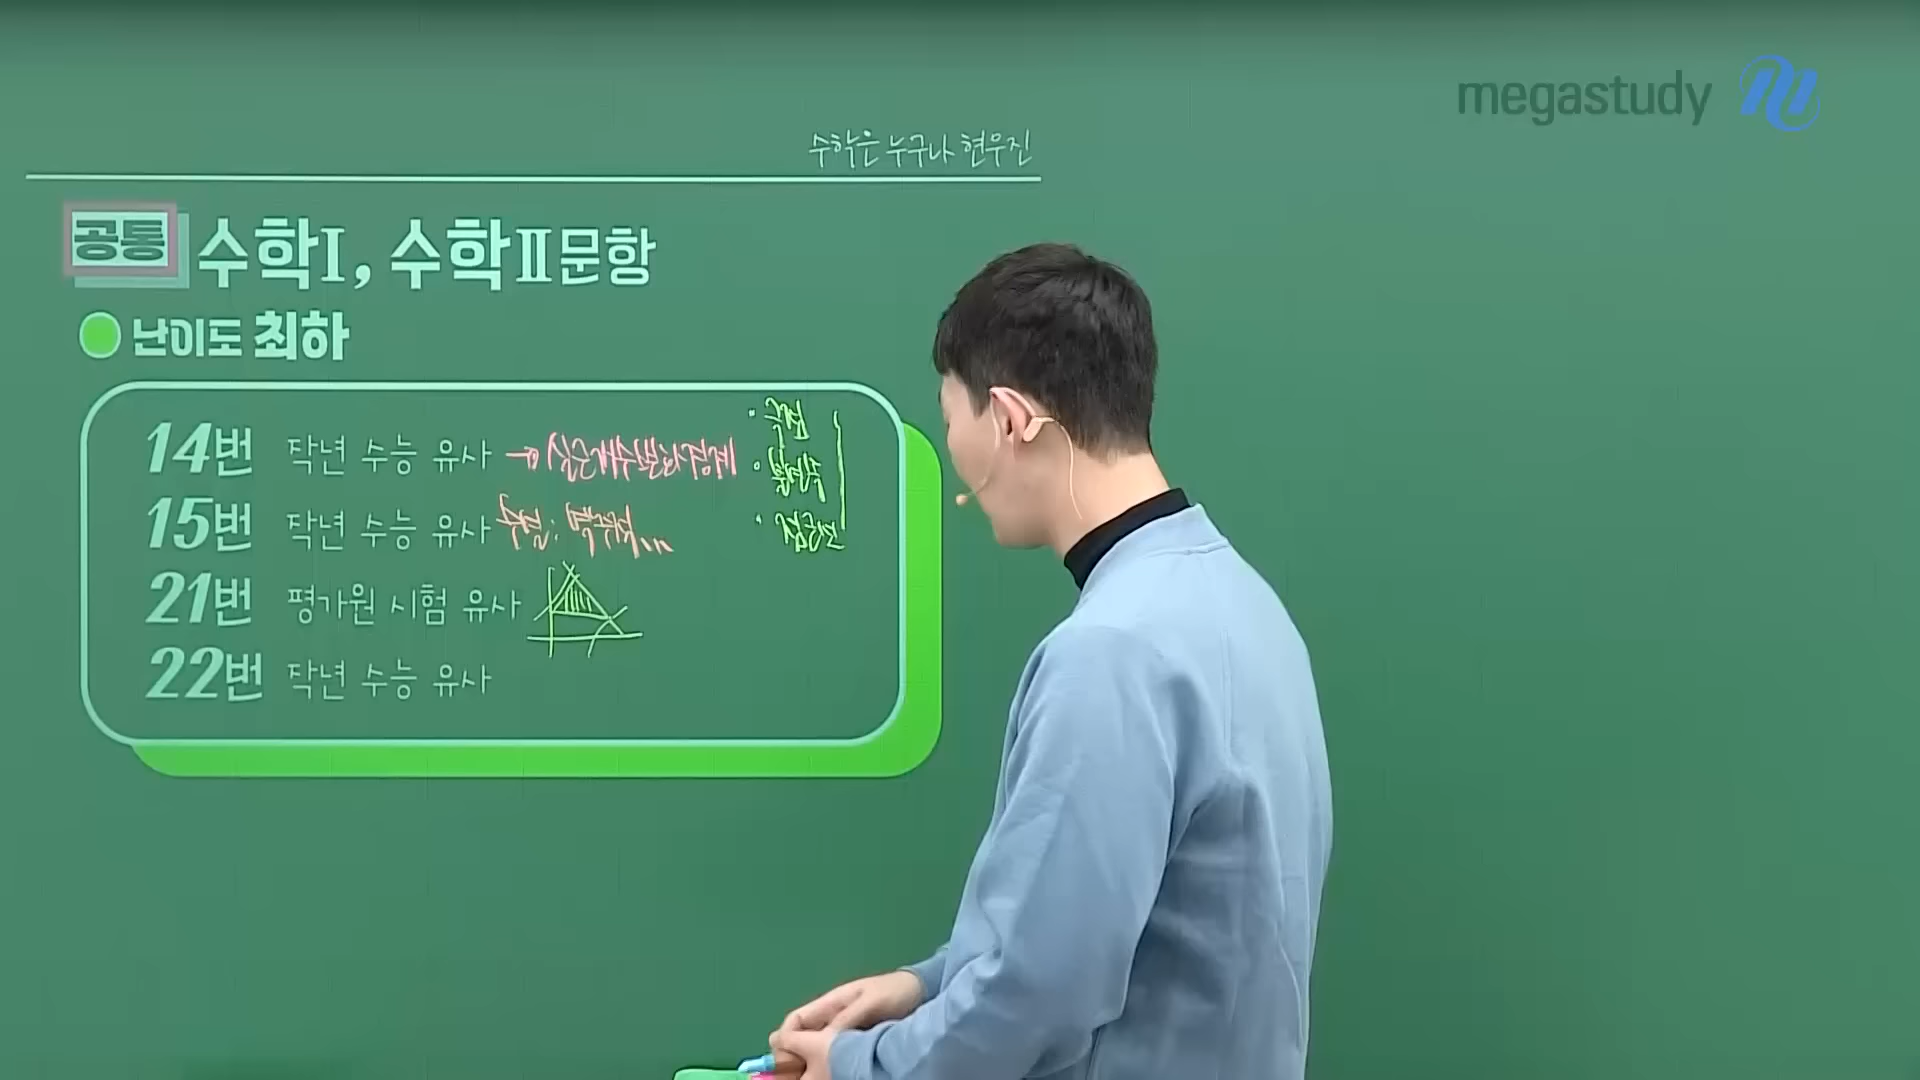 megastudy
수학은 누구나 현우진
공통 수학I, 수학II문항
난이도 최하
14번 작년 수능 유사
15번 작년 수능 유사
21번 평가원 시험 유사
22번 작년 수능 유사
점근선